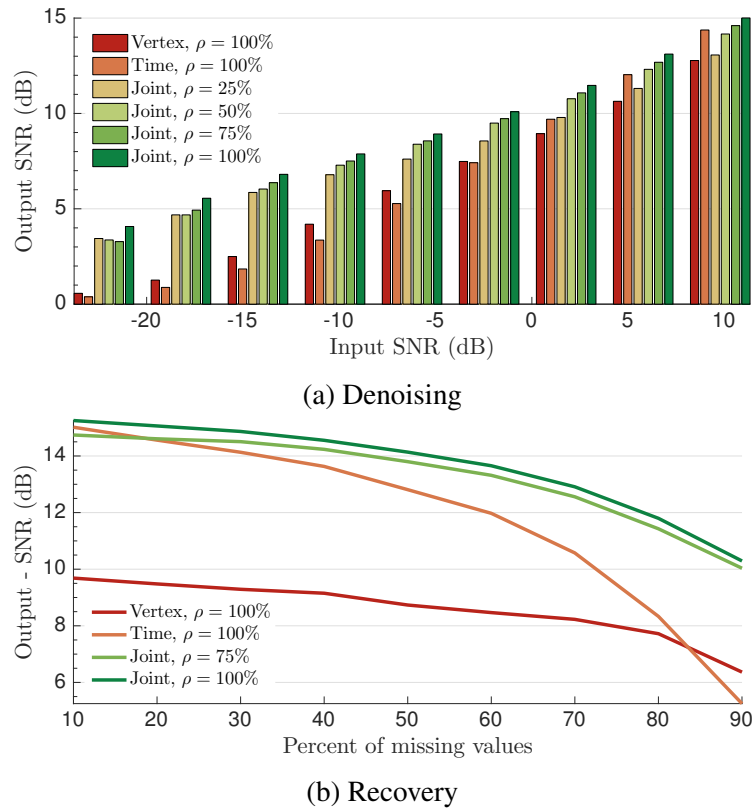 15
10
5
0
Output SNR (dB)
Vertex, ρ = 100%
Time, ρ = 100%
Joint, ρ = 25%
Joint, ρ = 50%
Joint, ρ = 75%
Joint, ρ = 100%
-20 -15 -10 -5 0 5 10
Input SNR (dB)
(a) Denoising
14
12
10
8
6
Output - SNR (dB)
Vertex, ρ = 100%
Time, ρ = 100%
Joint, ρ = 75%
Joint, ρ = 100%
10 20 30 40 50 60 70 80 90
Percent of missing values
(b) Recovery